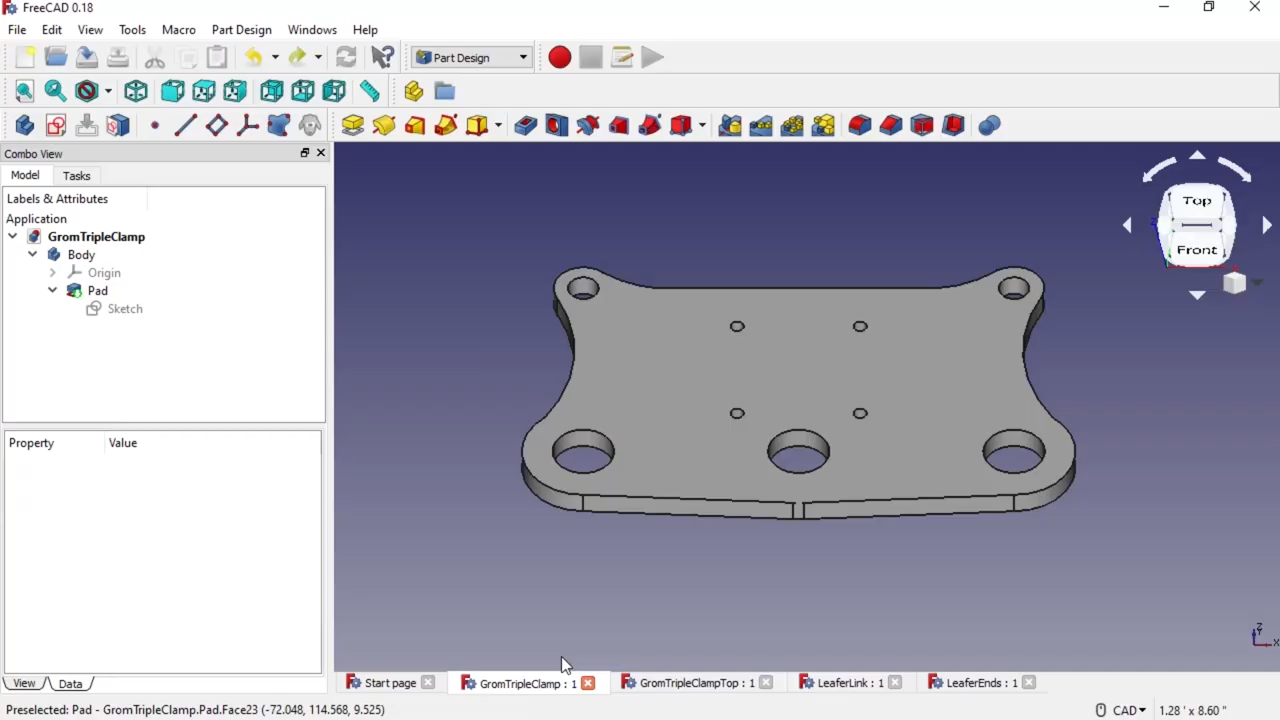 FreeCAD 0.18
File Edit View Tools Macro Part Design Windows Help
Part Design
Combo View
Model Tasks
Labels & Attributes
Application
GromTripleClamp
Body
Origin
Pad
Sketch
Top
Front
Property Value
Z
X
View Data
Start page GromTripleClamp : 1 GromTripleClampTop : 1 LeaferLink : 1 LeaferEnds : 1
Preselected: Pad - GromTripleClamp.Pad.Face23 (-72.048, 114.568, 9.525) CAD 1.28 ' x 8.60 "